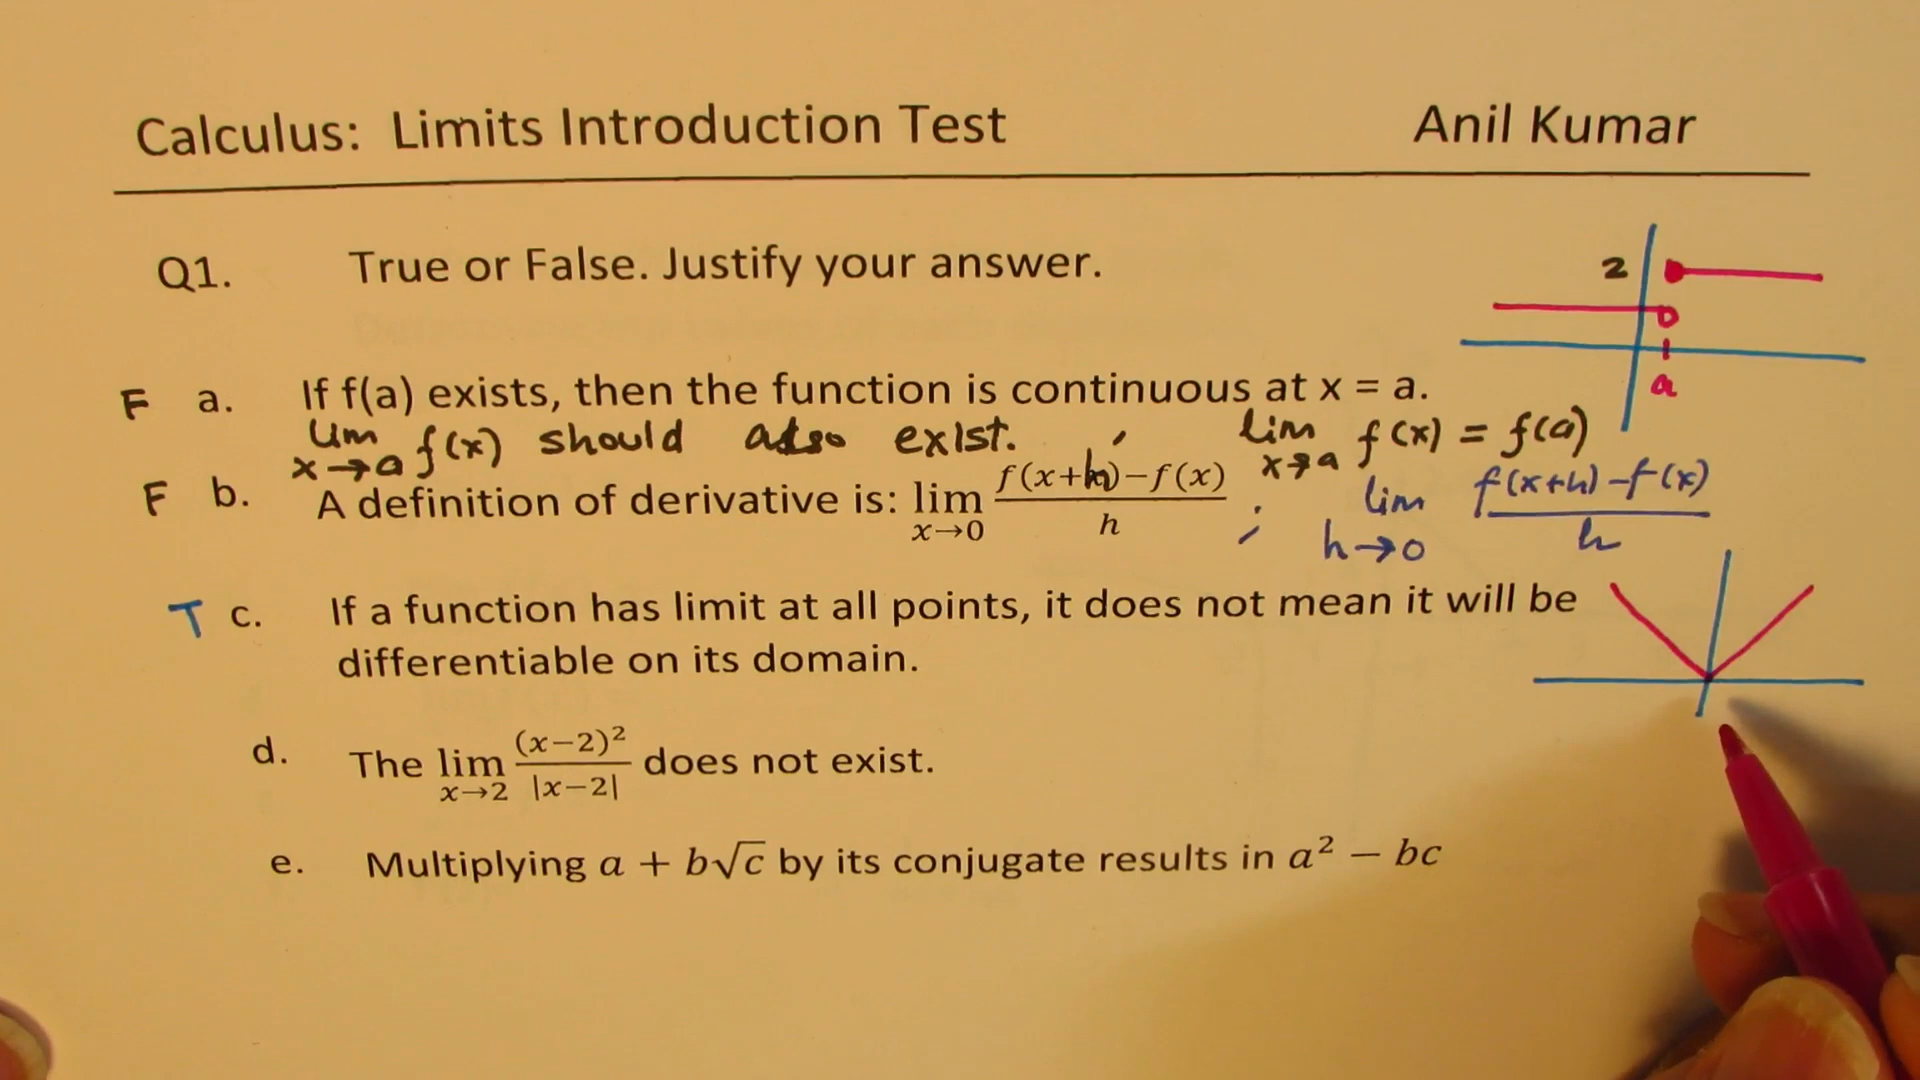 Calculus: Limits Introduction Test Anil Kumar
Q1. True or False. Justify your answer.
2
a
F a. If f(a) exists, then the function is continuous at x = a.
lim x→a f(x) should also exist. , lim x→a f(x) = f(a)
F b. A definition of derivative is: lim x→0 (f(x+h)−f(x))/h ; lim h→0 (f(x+h)−f(x))/h
T c. If a function has limit at all points, it does not mean it will be
differentiable on its domain.
d. The lim x→2 (x−2)²/|x−2| does not exist.
e. Multiplying a + b√c by its conjugate results in a² − bc